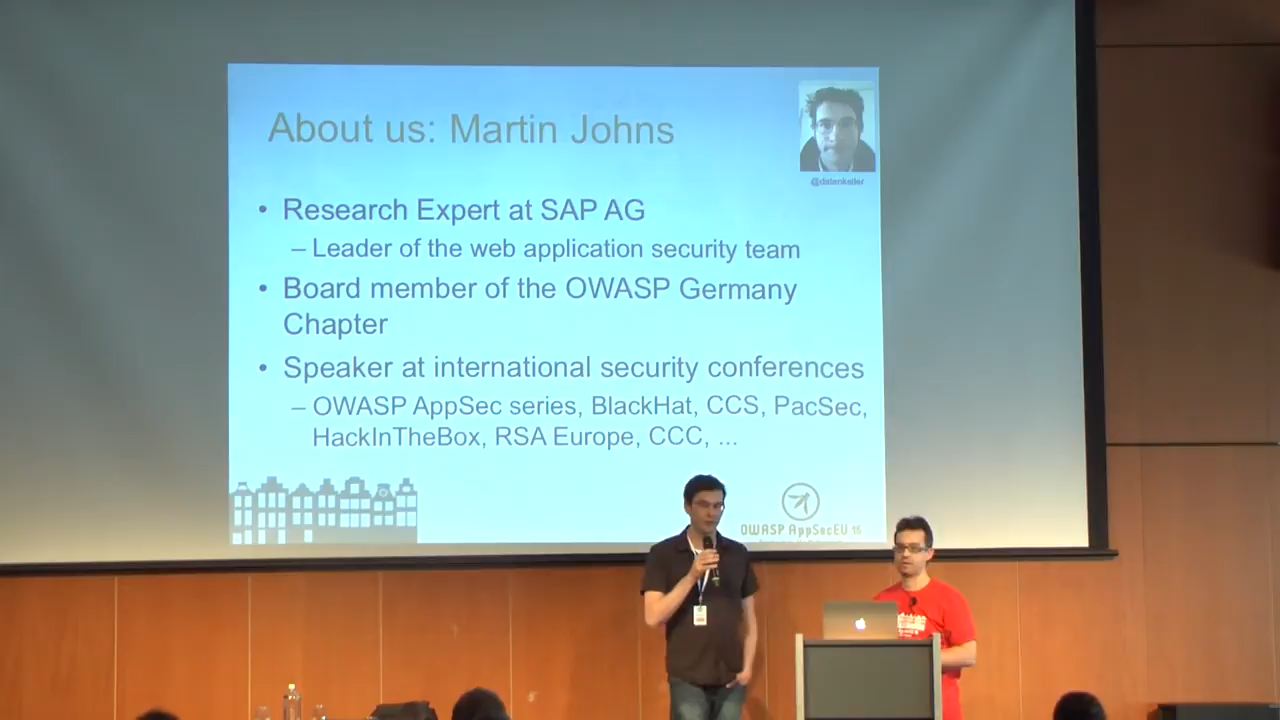 About us: Martin Johns
@datenkeller
• Research Expert at SAP AG
– Leader of the web application security team
• Board member of the OWASP Germany
Chapter
• Speaker at international security conferences
– OWASP AppSec series, BlackHat, CCS, PacSec,
HackInTheBox, RSA Europe, CCC, ...
OWASP AppSecEU 15